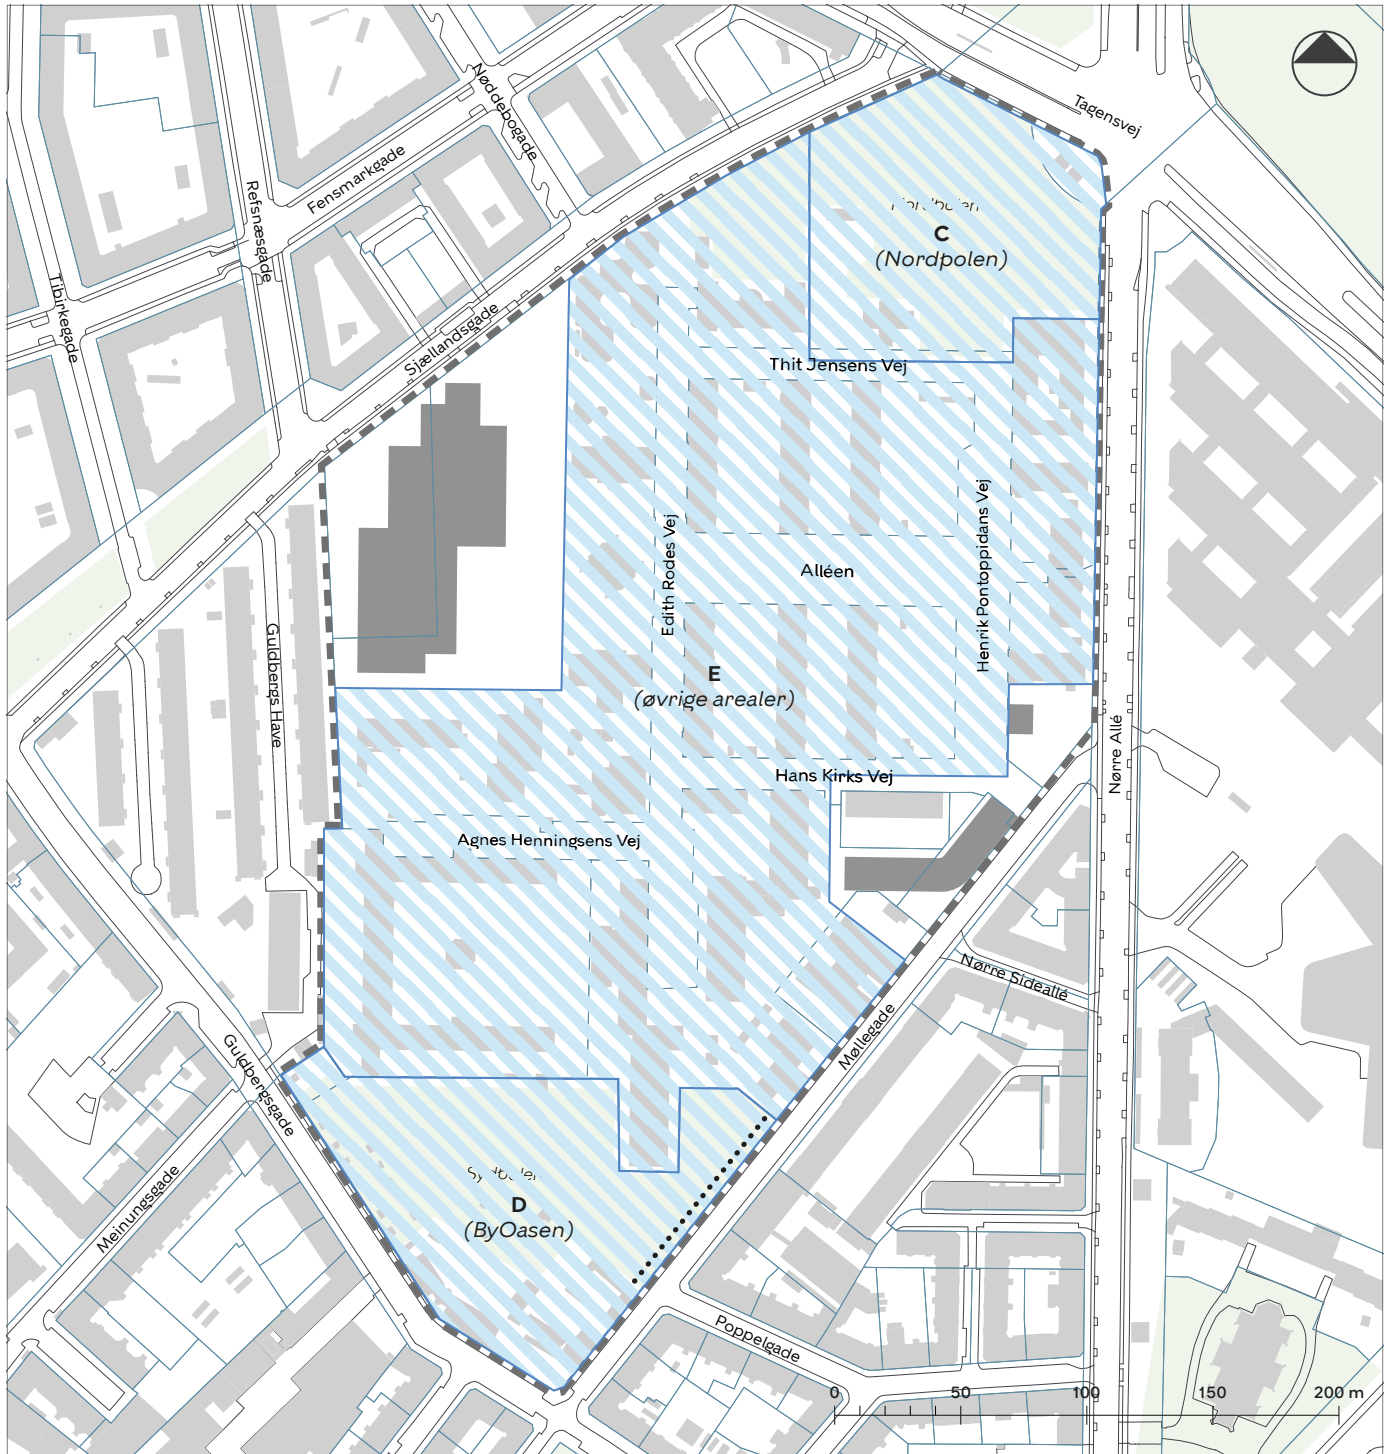 Tagensvej
Nøddebogade
Fensmarkgade
Refsnæsgade
Tibirkegade
Sjællandsgade
C
(Nordpolen)
Thit Jensens Vej
Edith Rodes Vej
Henrik Pontoppidans Vej
Alléen
Guldbergs Have
E
(øvrige arealer)
Nørre Allé
Hans Kirks Vej
Agnes Henningsens Vej
Nørre Sideallé
Møllegade
Guldbergsgade
Meinungsgade
D
(ByOasen)
Poppelgade
0 50 100 150 200 m